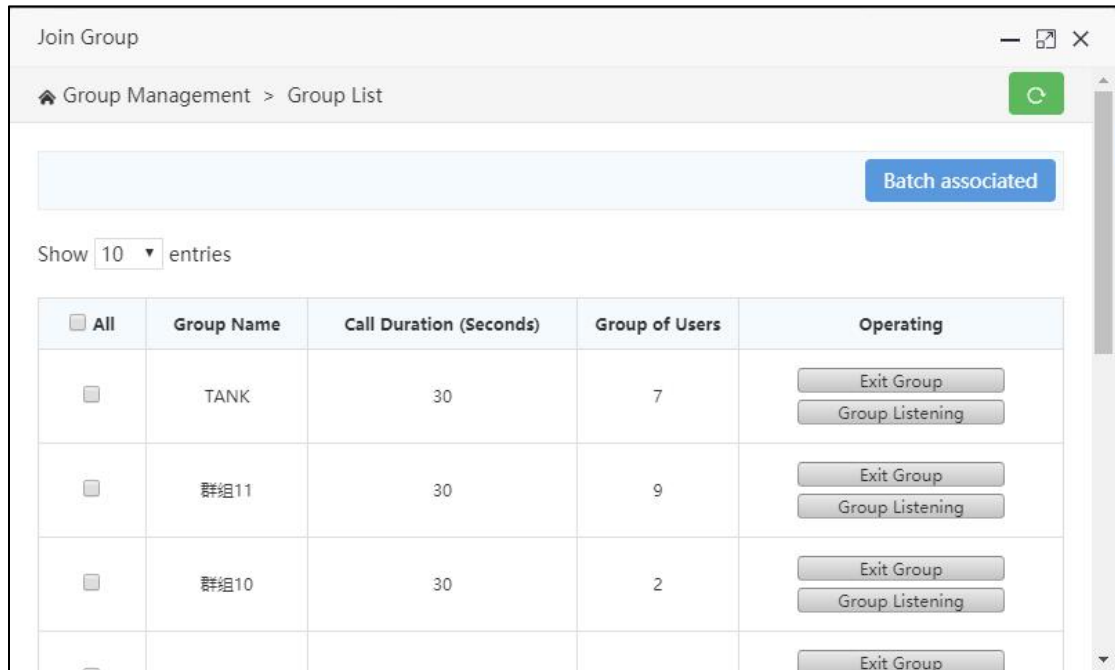 Join Group
Group Management > Group List
Batch associated
Show 10 entries
All Group Name Call Duration (Seconds) Group of Users Operating
TANK 30 7 Exit Group
Group Listening
群组11 30 9 Exit Group
Group Listening
群组10 30 2 Exit Group
Group Listening
Exit Group